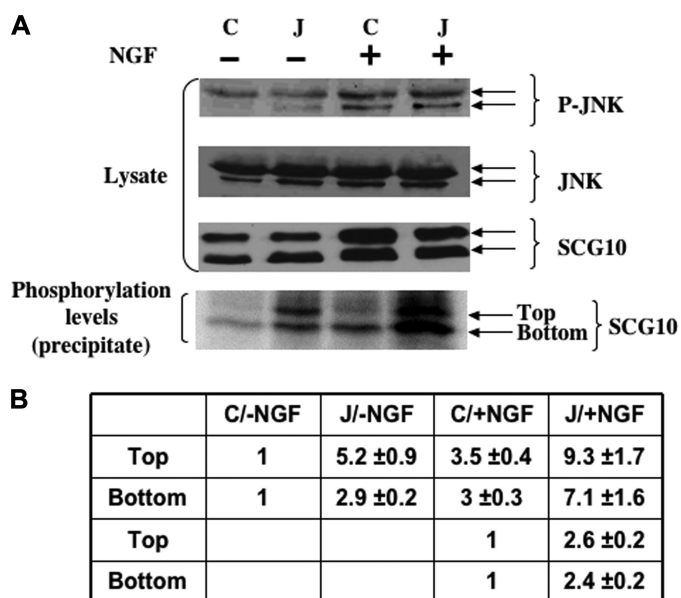 A
C J C J
NGF − − + +
P-JNK
Lysate
JNK
SCG10
Phosphorylation
levels
(precipitate)
Top
Bottom
SCG10
B
C/-NGF J/-NGF C/+NGF J/+NGF
Top 1 5.2 ±0.9 3.5 ±0.4 9.3 ±1.7
Bottom 1 2.9 ±0.2 3 ±0.3 7.1 ±1.6
Top 1 2.6 ±0.2
Bottom 1 2.4 ±0.2